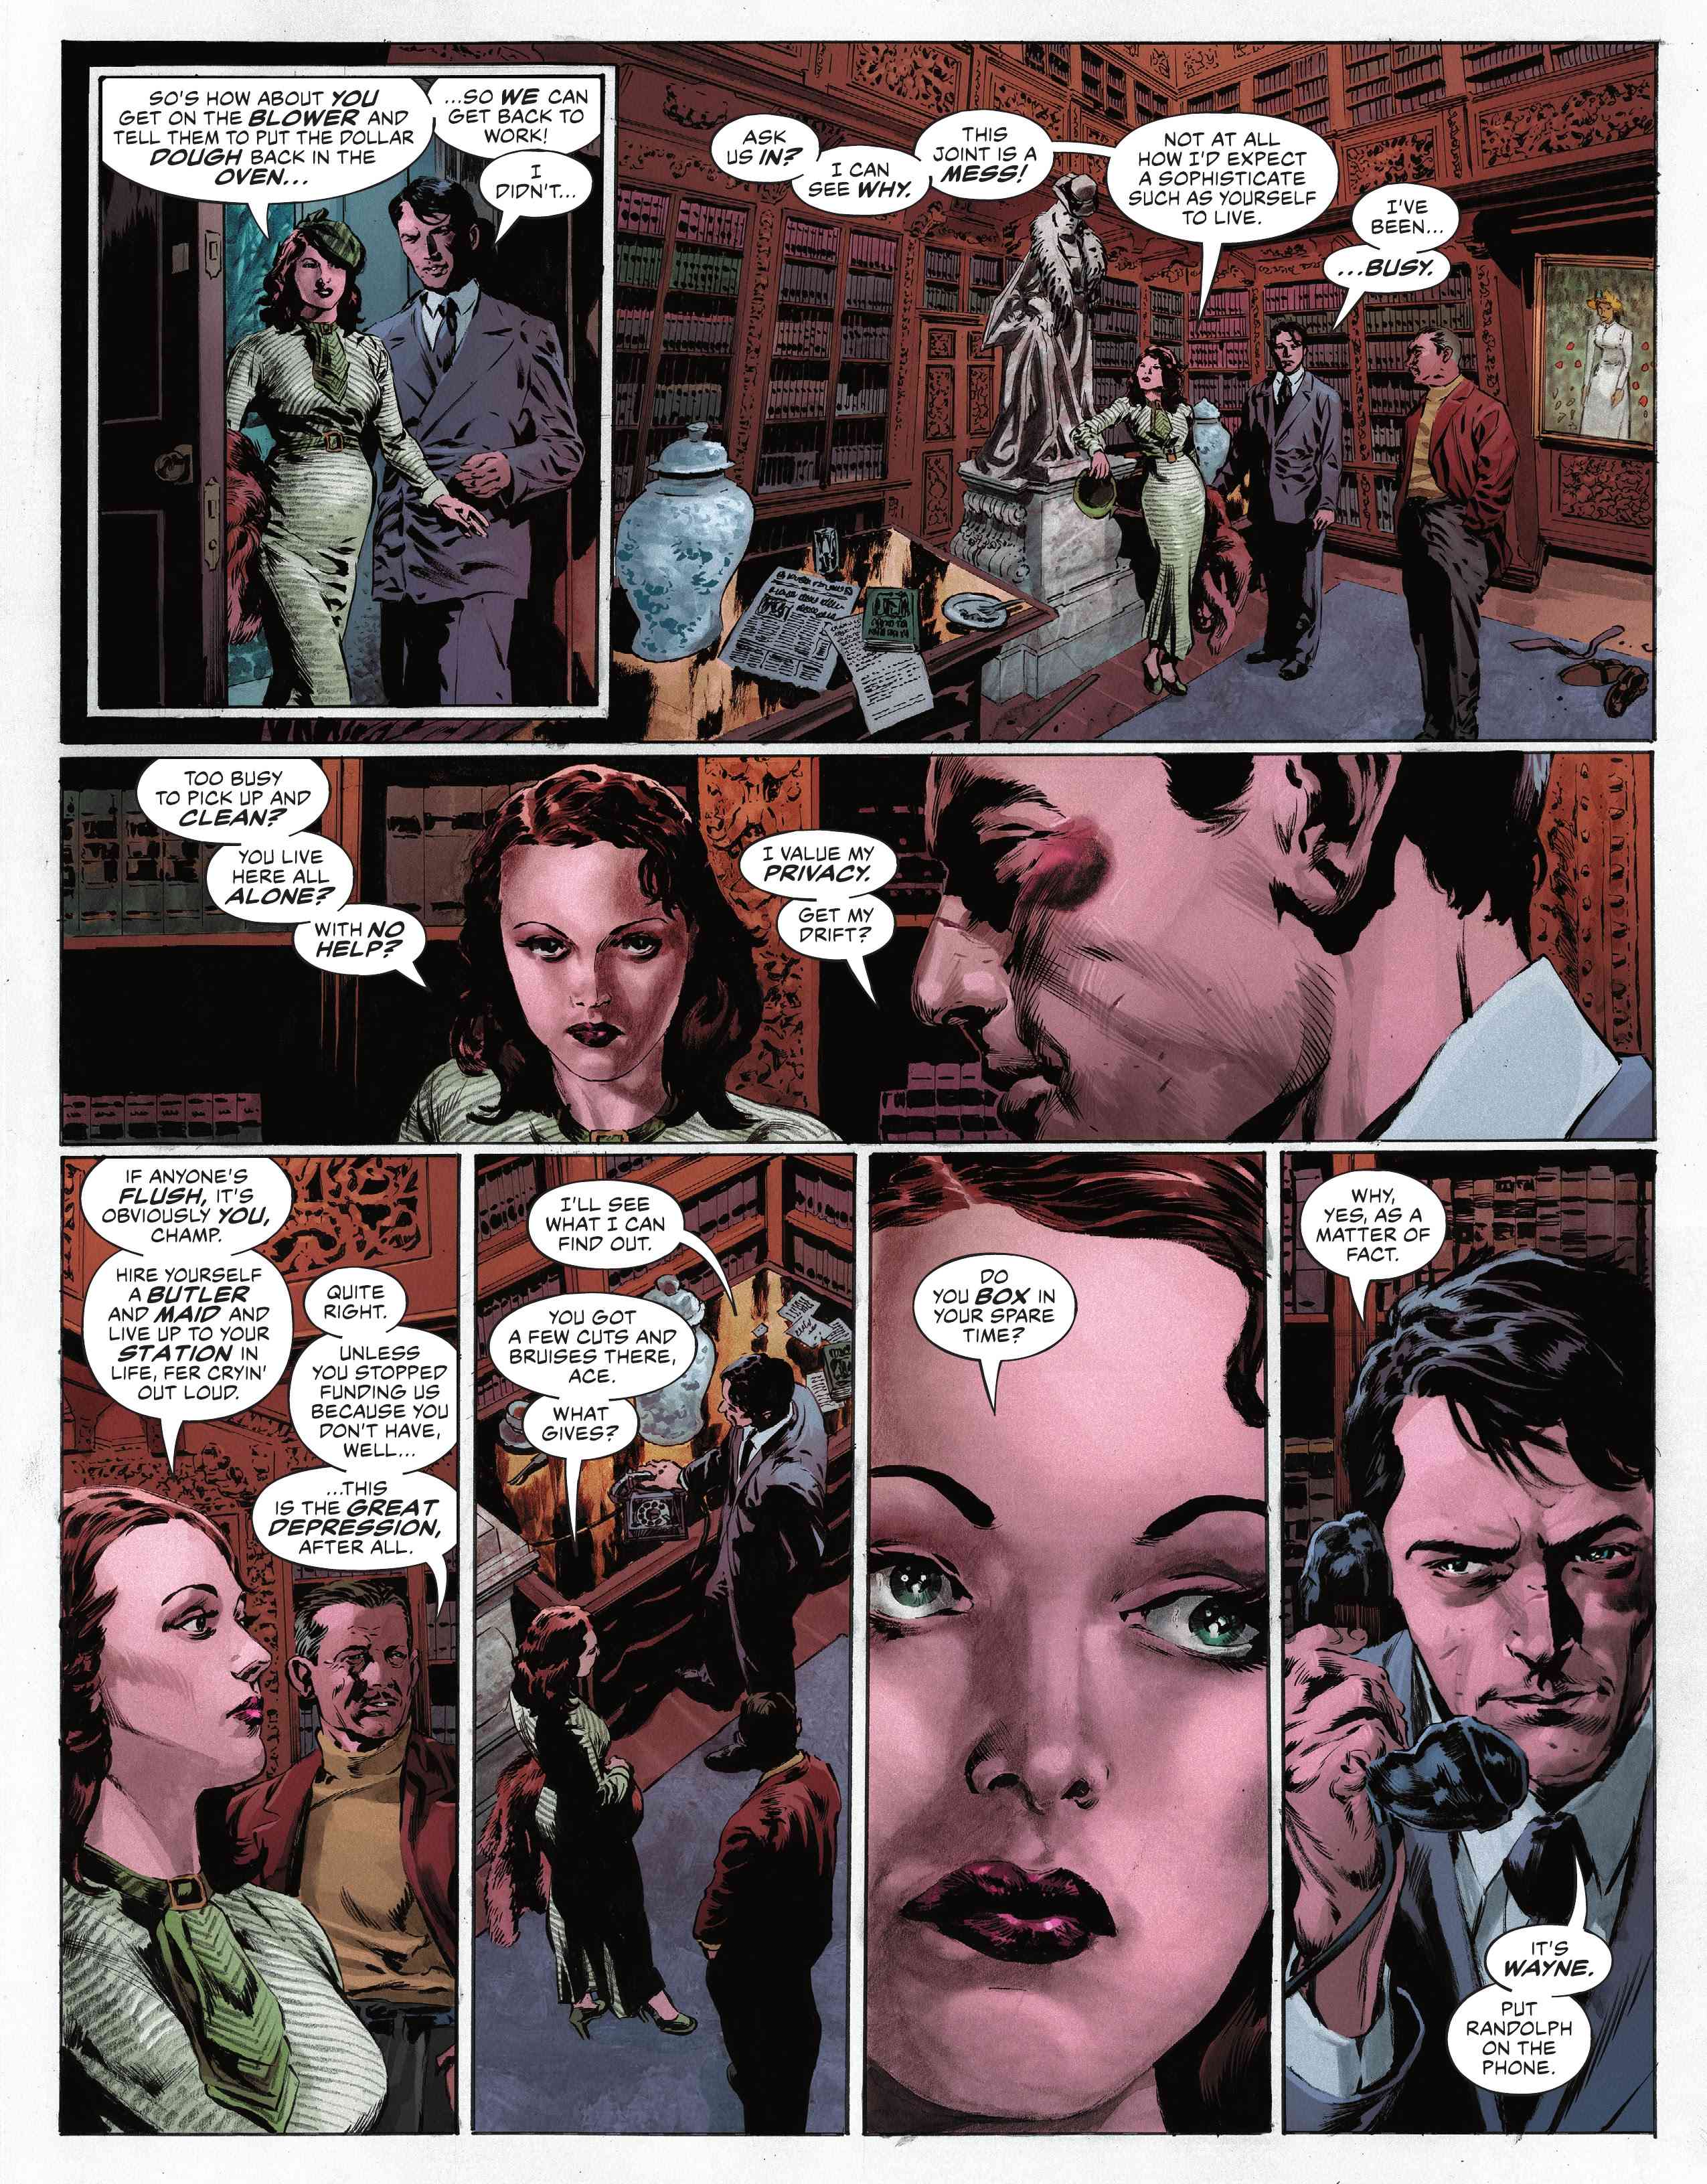 SO'S HOW ABOUT YOU
GET ON THE BLOWER AND
TELL THEM TO PUT THE DOLLAR
DOUGH BACK IN THE
OVEN...
...SO WE CAN
GET BACK TO
WORK!
I
DIDN'T...
ASK
US IN?
I CAN
SEE WHY.
THIS
JOINT IS A
MESS!
NOT AT ALL
HOW I'D EXPECT
A SOPHISTICATE
SUCH AS YOURSELF
TO LIVE.
I'VE
BEEN...
...BUSY.
TOO BUSY
TO PICK UP AND
CLEAN?
YOU LIVE
HERE ALL
ALONE?
WITH NO
HELP?
I VALUE MY
PRIVACY.
GET MY
DRIFT?
IF ANYONE'S
FLUSH, IT'S
OBVIOUSLY YOU,
CHAMP.
HIRE YOURSELF
A BUTLER
AND MAID AND
LIVE UP TO YOUR
STATION IN
LIFE, FER CRYIN'
OUT LOUD.
QUITE
RIGHT.
UNLESS
YOU STOPPED
FUNDING US
BECAUSE YOU
DON'T HAVE,
WELL...
...THIS
IS THE GREAT
DEPRESSION,
AFTER ALL.
I'LL SEE
WHAT I CAN
FIND OUT.
YOU GOT
A FEW CUTS AND
BRUISES THERE,
ACE.
WHAT
GIVES?
DO
YOU BOX IN
YOUR SPARE
TIME?
WHY,
YES, AS A
MATTER OF
FACT.
IT'S
WAYNE.
PUT
RANDOLPH
ON THE
PHONE.